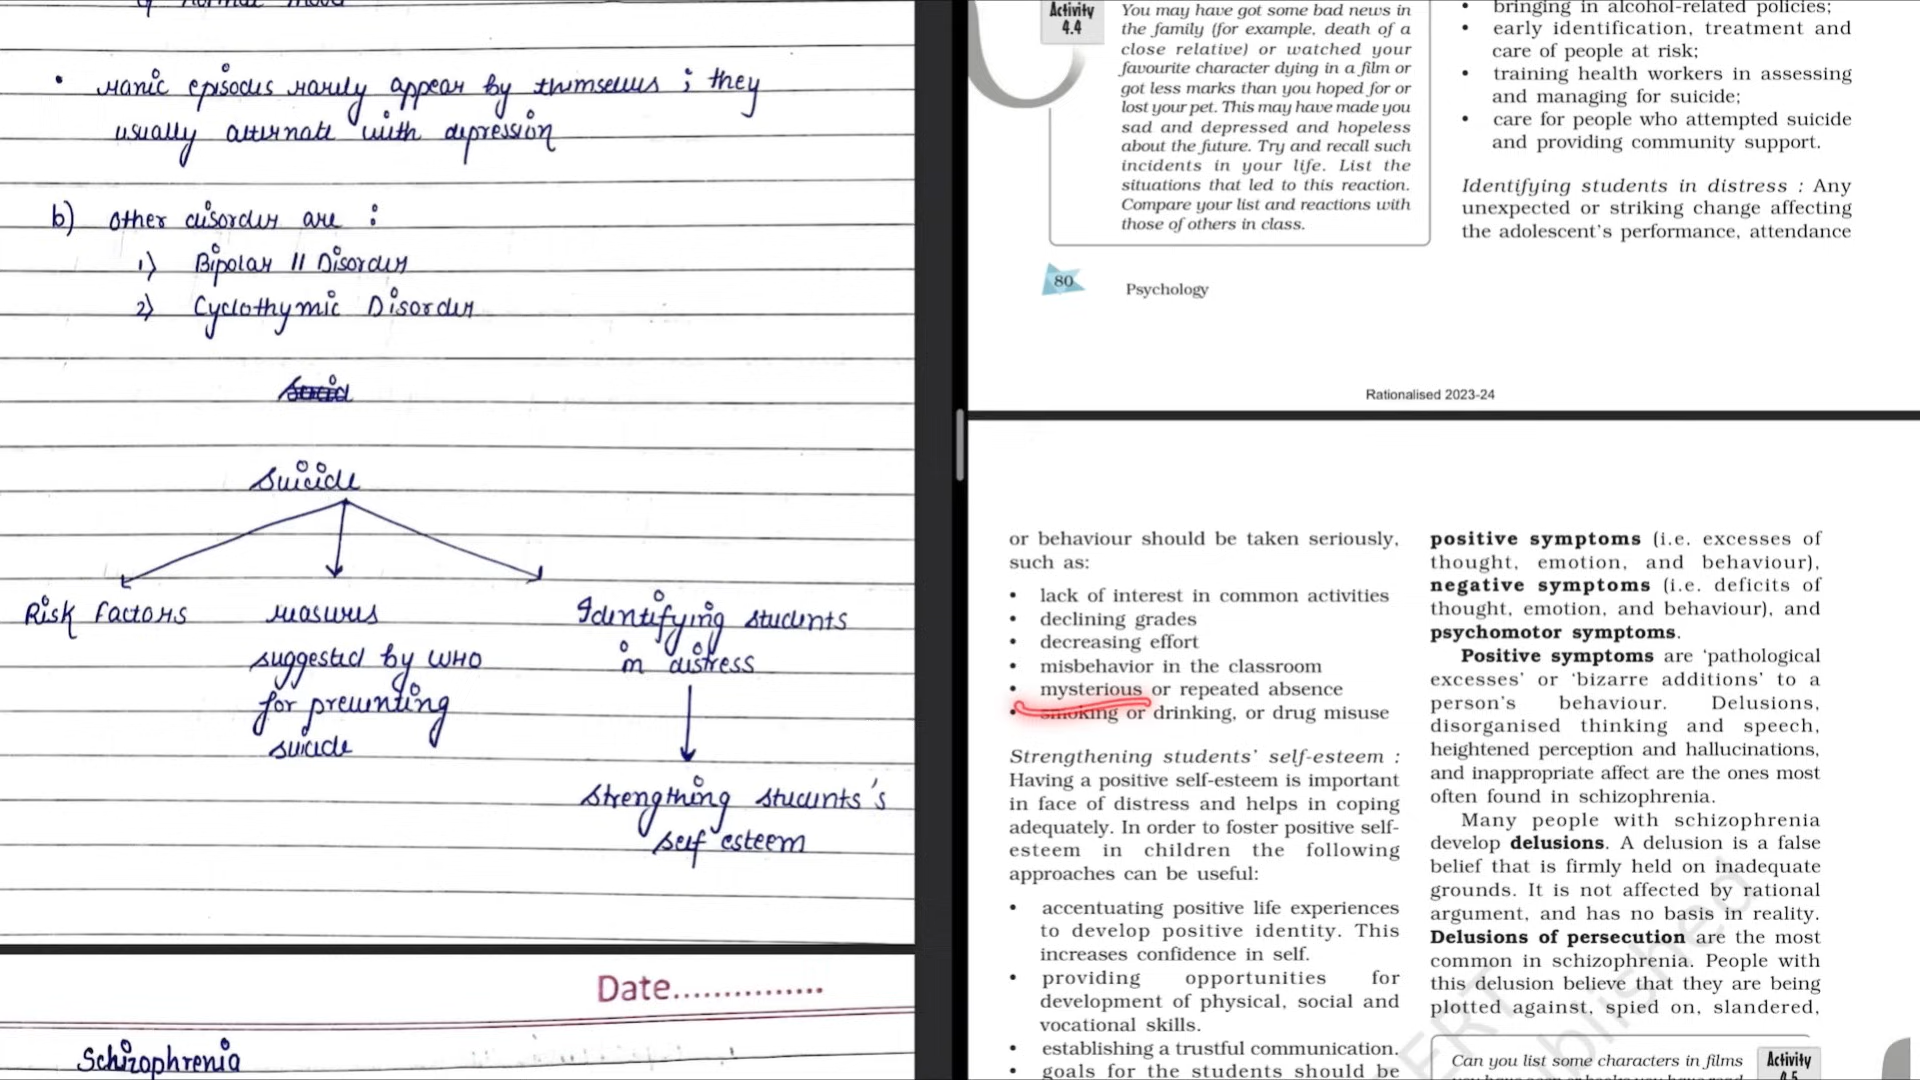 of normal mood
• Manic episodes rarely appear by themselves ; they
usually alternate with depression
b) Other disorders are :
1) Bipolar II Disorder
2) Cyclothymic Disorder
Suicid
Suicide
Risk Factors
Measures
suggested by WHO
for preventing
suicide
Identifying students
in distress
Strengthing students's
self esteem
Date...............
Schizophrenia
Activity
4.4
You may have got some bad news in
the family (for example, death of a
close relative) or watched your
favourite character dying in a film or
got less marks than you hoped for or
lost your pet. This may have made you
sad and depressed and hopeless
about the future. Try and recall such
incidents in your life. List the
situations that led to this reaction.
Compare your list and reactions with
those of others in class.
80
Psychology
• bringing in alcohol-related policies;
• early identification, treatment and
care of people at risk;
• training health workers in assessing
and managing for suicide;
• care for people who attempted suicide
and providing community support.
Identifying students in distress : Any
unexpected or striking change affecting
the adolescent's performance, attendance
Rationalised 2023-24
or behaviour should be taken seriously,
such as:
• lack of interest in common activities
• declining grades
• decreasing effort
• misbehavior in the classroom
• mysterious or repeated absence
• smoking or drinking, or drug misuse
Strengthening students' self-esteem :
Having a positive self-esteem is important
in face of distress and helps in coping
adequately. In order to foster positive self-
esteem in children the following
approaches can be useful:
• accentuating positive life experiences
to develop positive identity. This
increases confidence in self.
• providing opportunities for
development of physical, social and
vocational skills.
• establishing a trustful communication.
• goals for the students should be
positive symptoms (i.e. excesses of
thought, emotion, and behaviour),
negative symptoms (i.e. deficits of
thought, emotion, and behaviour), and
psychomotor symptoms.
Positive symptoms are 'pathological
excesses' or 'bizarre additions' to a
person's behaviour. Delusions,
disorganised thinking and speech,
heightened perception and hallucinations,
and inappropriate affect are the ones most
often found in schizophrenia.
Many people with schizophrenia
develop delusions. A delusion is a false
belief that is firmly held on inadequate
grounds. It is not affected by rational
argument, and has no basis in reality.
Delusions of persecution are the most
common in schizophrenia. People with
this delusion believe that they are being
plotted against, spied on, slandered,
Can you list some characters in films
Activity
4.5